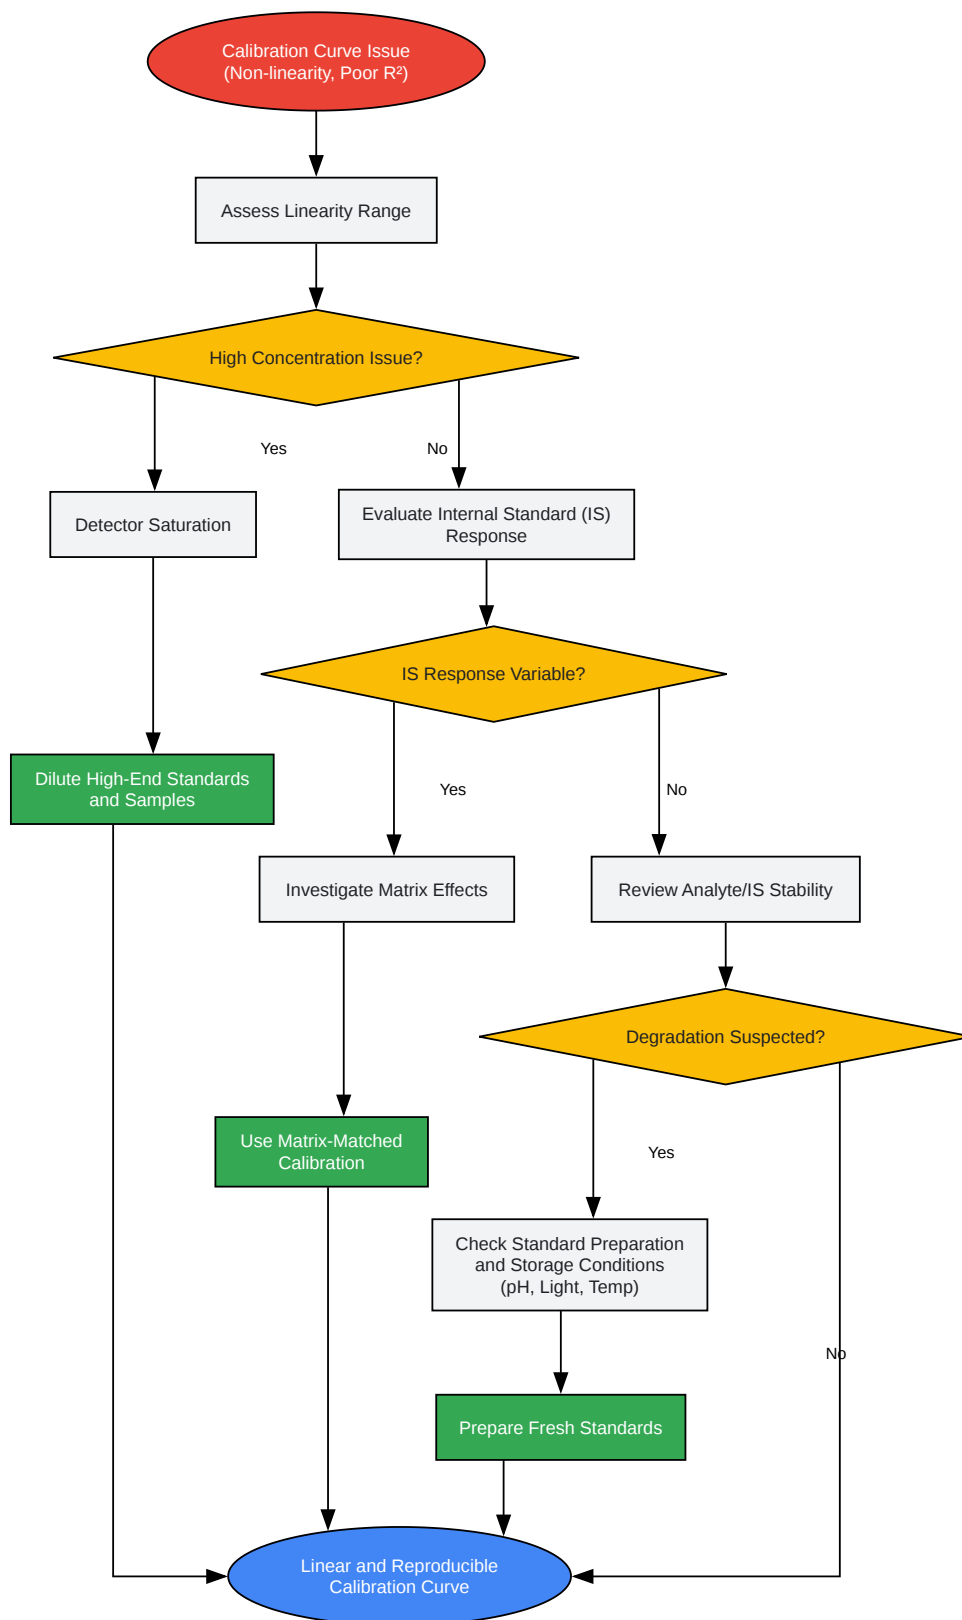 Calibration Curve Issue
(Non-linearity, Poor R²)
Assess Linearity Range
High Concentration Issue?
Yes
No
Detector Saturation
Evaluate Internal Standard (IS)
Response
IS Response Variable?
Dilute High-End Standards
and Samples
Yes
No
Investigate Matrix Effects
Review Analyte/IS Stability
Degradation Suspected?
Use Matrix-Matched
Calibration
Yes
Check Standard Preparation
and Storage Conditions
(pH, Light, Temp)
No
Prepare Fresh Standards
Linear and Reproducible
Calibration Curve